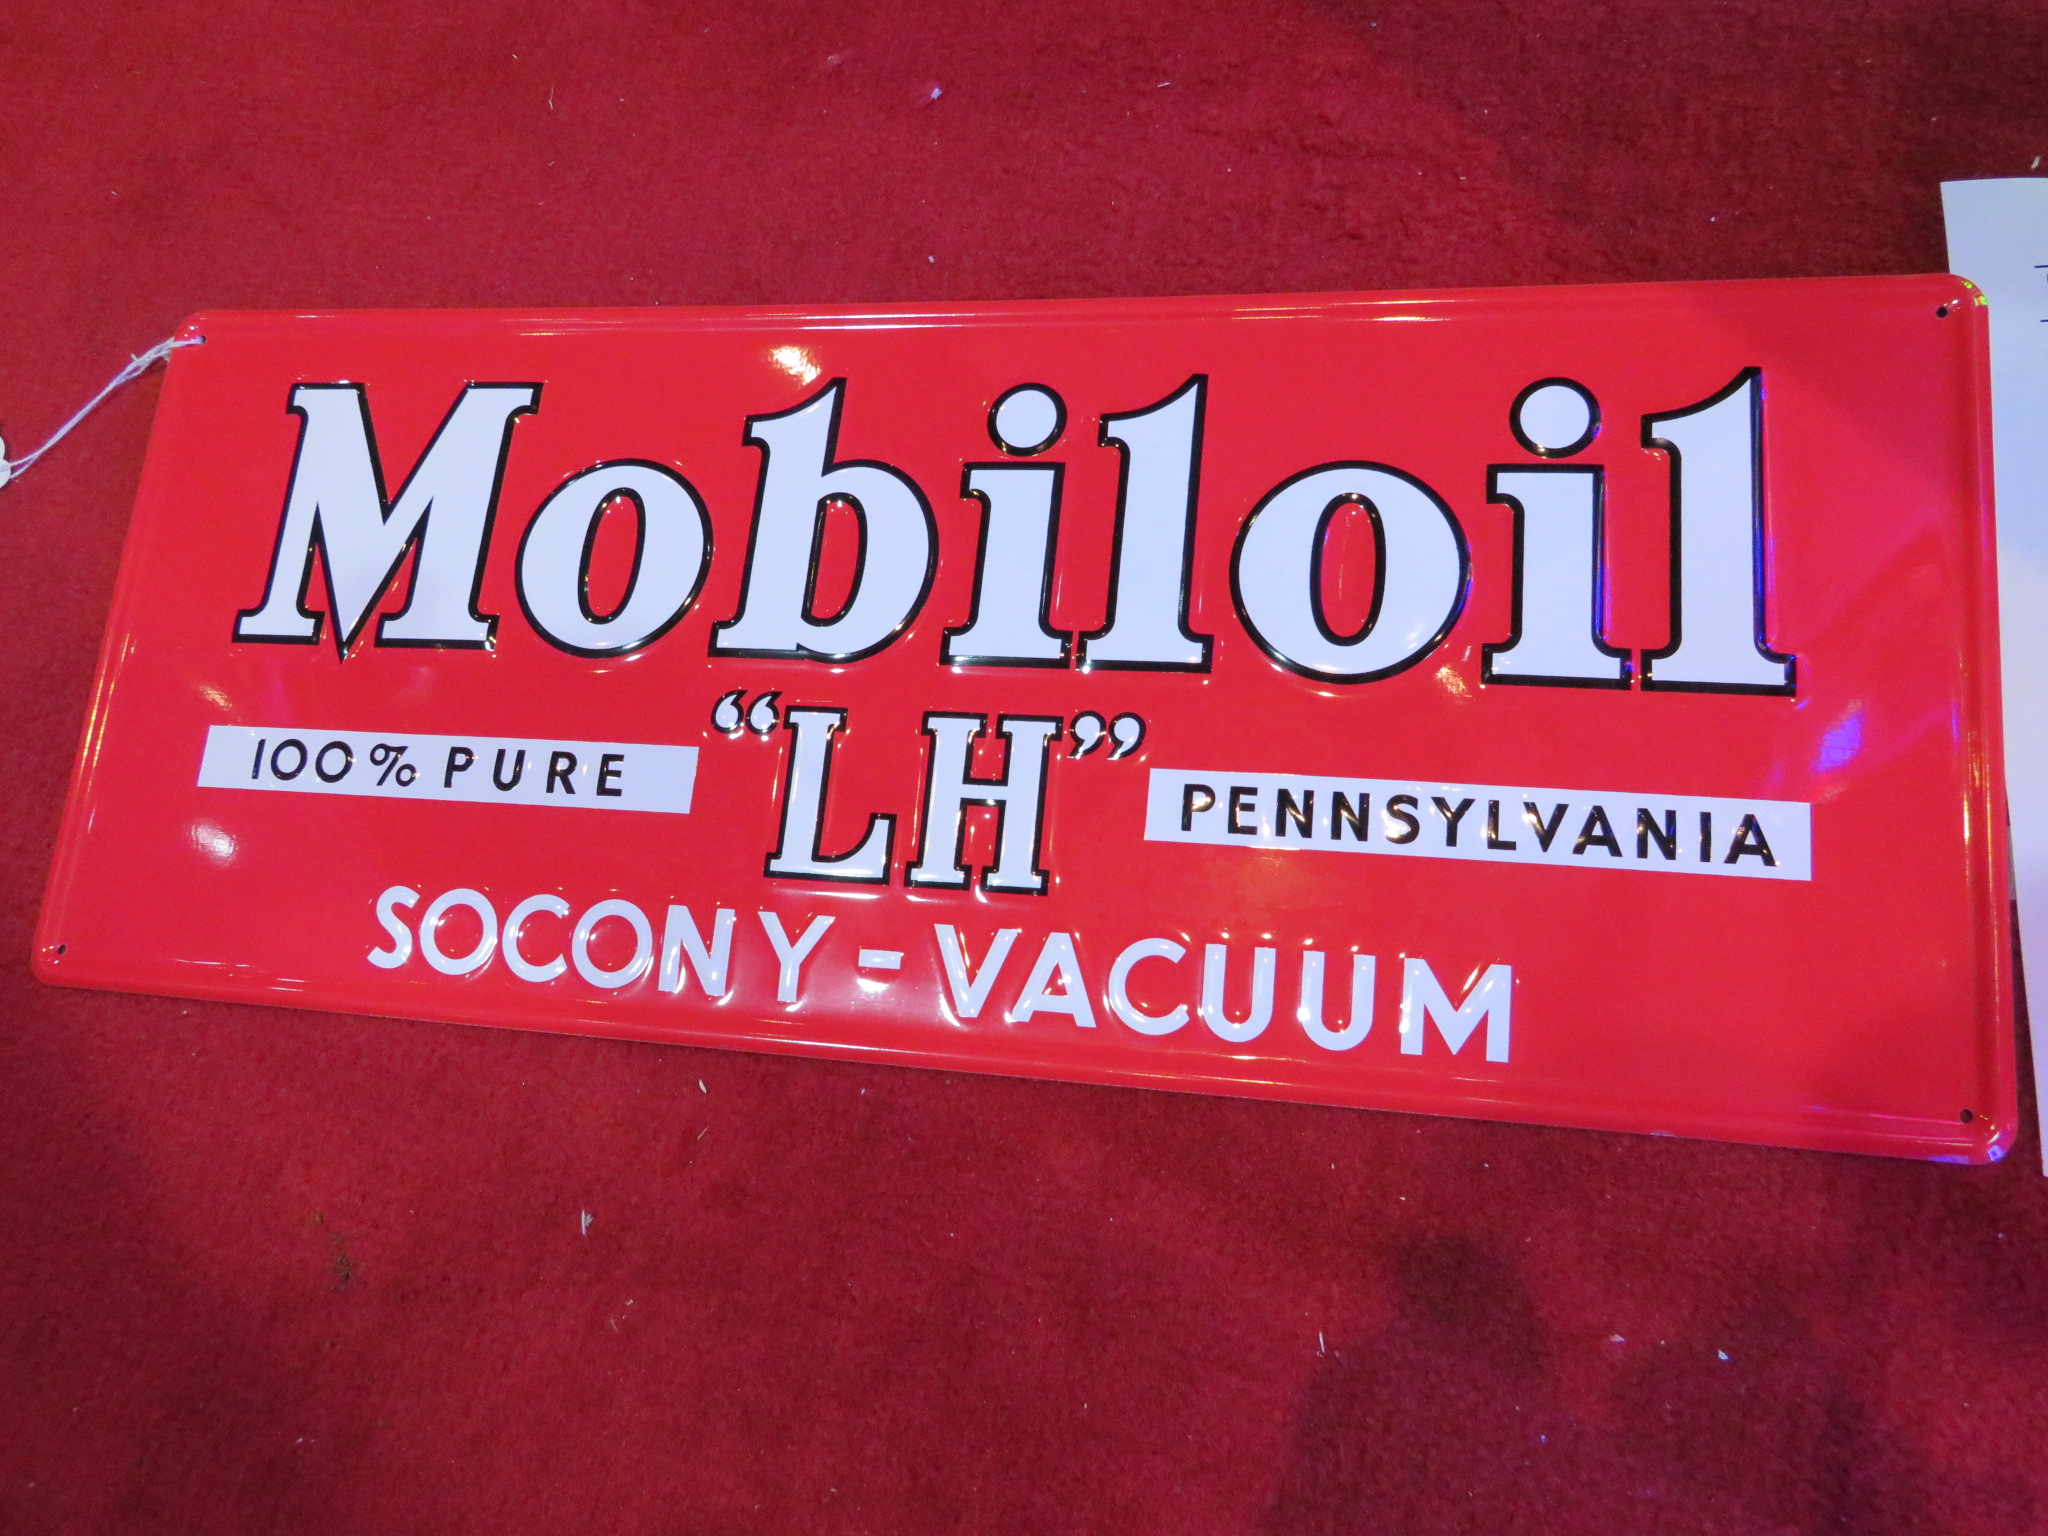 Mobiloil
100% PURE “LH” PENNSYLVANIA
SOCONY-VACUUM